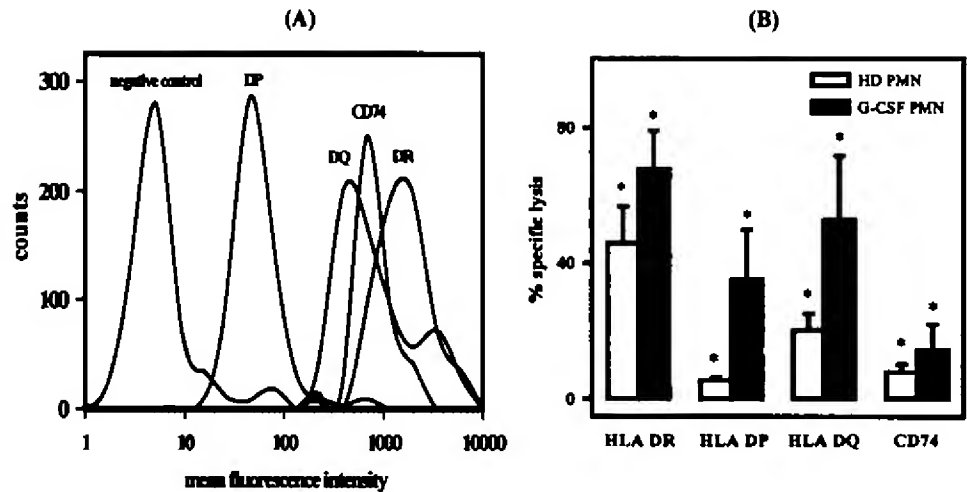 (A)
(B)
300
200
100
0
counts
negative control
DP
CD74
DQ
DR
1
10
100
1000
10000
mean fluorescence intensity
HD PMN
G-CSF PMN
80
40
0
% specific lysis
* * * * * * * *
HLA DR
HLA DP
HLA DQ
CD74